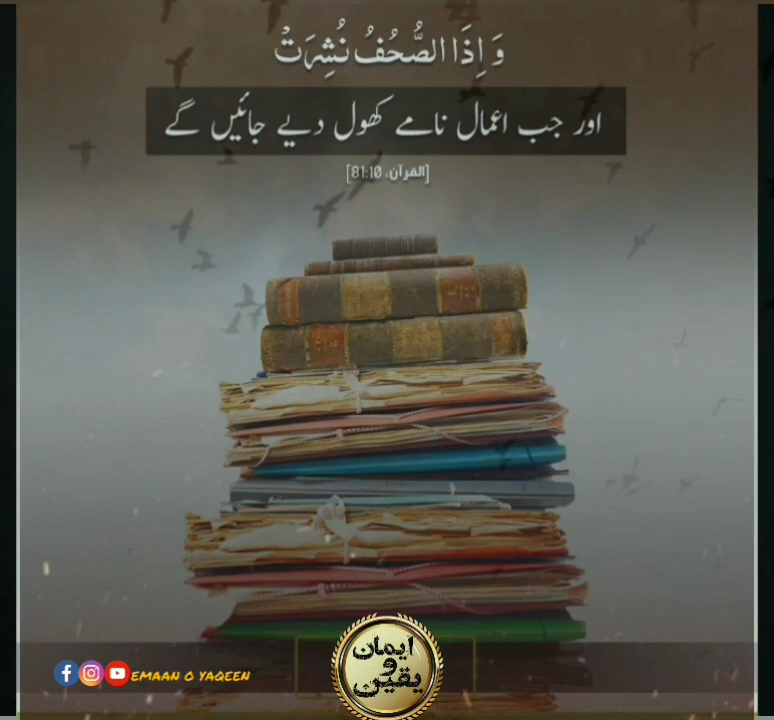 وَ اِذَا الصُّحُفُ نُشِرَتْ
اور جب اعمال نامے کھول دیے جائیں گے
[القرآن، 81:10]
EMAAN O YAQEEN
ایمان
و
یقین